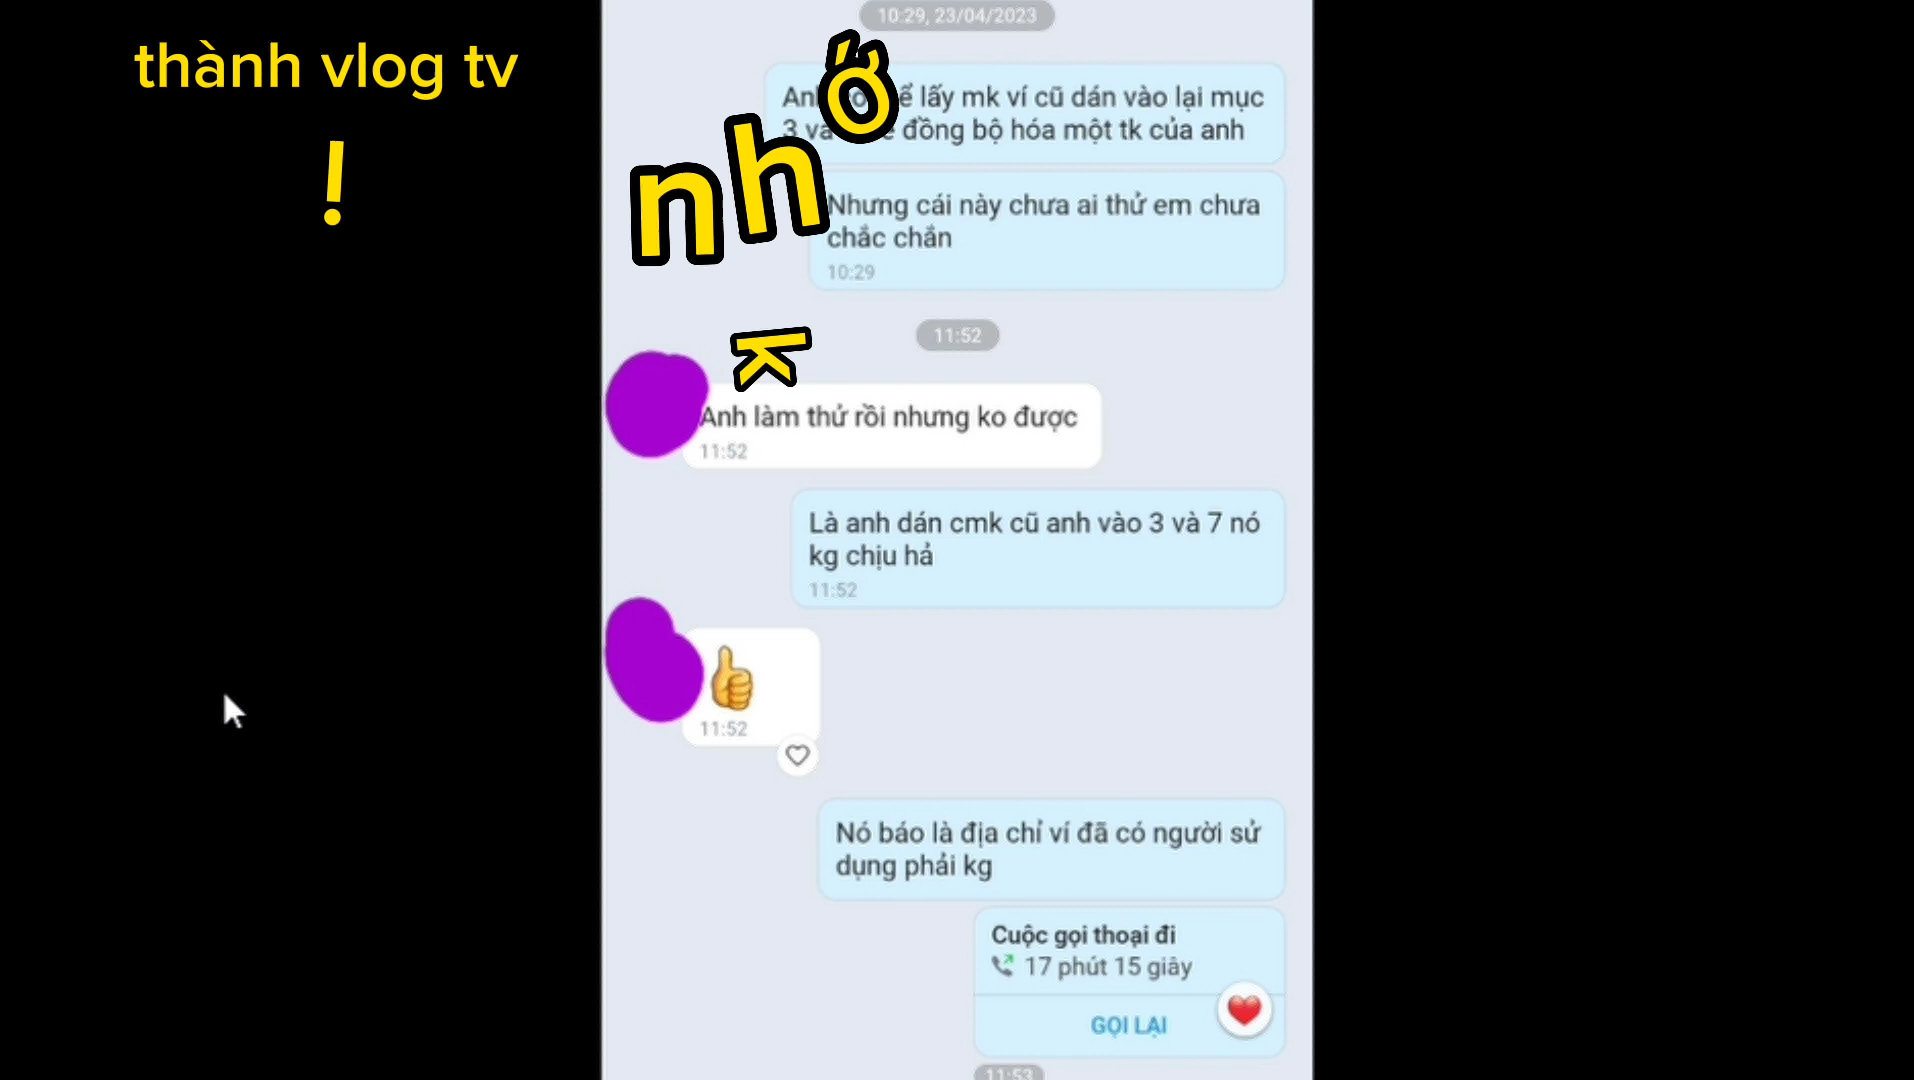 thành vlog tv
!
nhớ
k
10:29, 23/04/2023
lấy mk ví cũ dán vào lại mục
3 đồng bộ hóa một tk của anh
Nhưng cái này chưa ai thử em chưa
chắc chắn
10:29
11:52
Anh làm thử rồi nhưng ko được
11:52
Là anh dán cmk cũ anh vào 3 và 7 nó
kg chịu hả
11:52
11:52
Nó báo là địa chỉ ví đã có người sử
dụng phải kg
Cuộc gọi thoại đi
17 phút 15 giây
GỌI LẠI
11:53